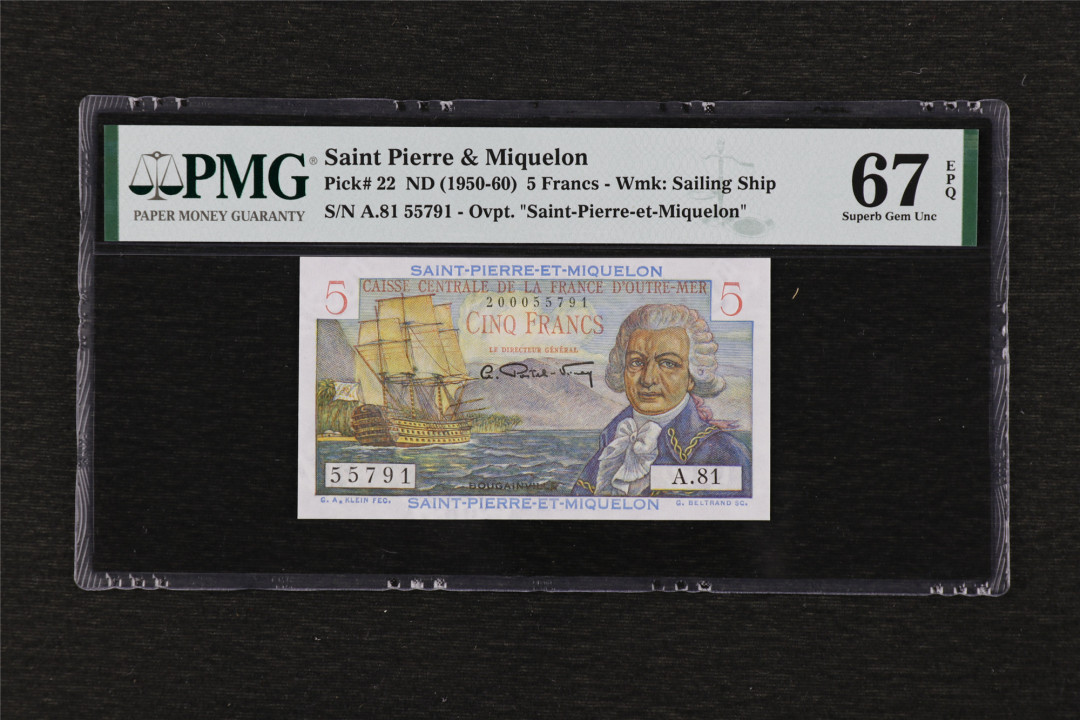 PMG®
PAPER MONEY GUARANTY
Saint Pierre & Miquelon
Pick# 22 ND (1950-60) 5 Francs - Wmk: Sailing Ship
S/N A.81 55791 - Ovpt. "Saint-Pierre-et-Miquelon"
67
EPQ
Superb Gem Unc
SAINT-PIERRE-ET-MIQUELON
5 CAISSE CENTRALE DE LA FRANCE D'OUTRE-MER 5
200055791
CINQ FRANCS
LE DIRECTEUR GÉNÉRAL
55791
A.81
BOUGAINVILLE
G. A. KLEIN FEC.
SAINT-PIERRE-ET-MIQUELON
G. BELTRAND SC.